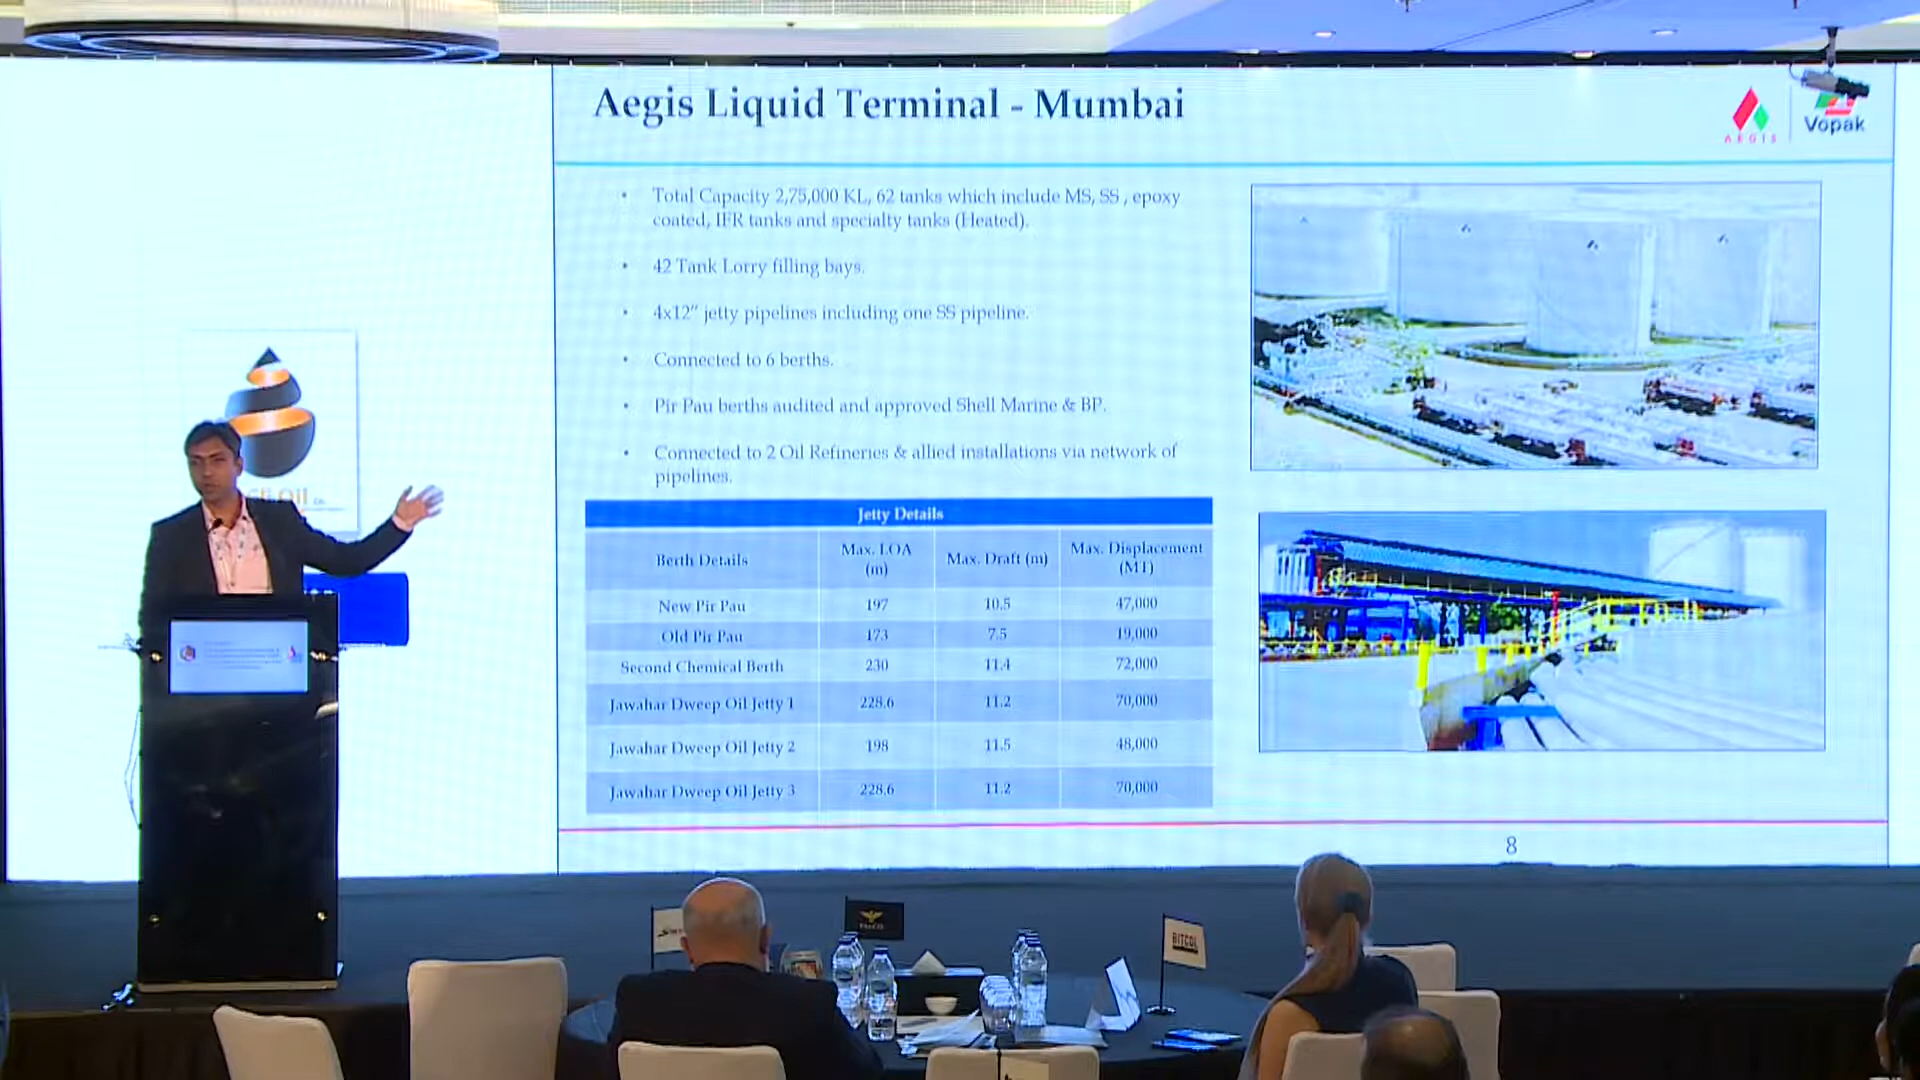 Aegis Liquid Terminal - Mumbai
AEGIS
Vopak
• Total Capacity 2,75,000 KL, 62 tanks which include MS, SS , epoxy
coated, IFR tanks and specialty tanks (Heated).
• 42 Tank Lorry filling bays.
• 4x12” jetty pipelines including one SS pipeline.
• Connected to 6 berths.
• Pir Pau berths audited and approved Shell Marine & BP.
• Connected to 2 Oil Refineries & allied installations via network of
pipelines.
Jetty Details
Berth Details Max. LOA (m) Max. Draft (m) Max. Displacement (MT)
New Pir Pau 197 10.5 47,000
Old Pir Pau 173 7.5 19,000
Second Chemical Berth 230 11.4 72,000
Jawahar Dweep Oil Jetty 1 228.6 11.2 70,000
Jawahar Dweep Oil Jetty 2 198 11.5 48,000
Jawahar Dweep Oil Jetty 3 228.6 11.2 70,000
8
Oil
BITCOL